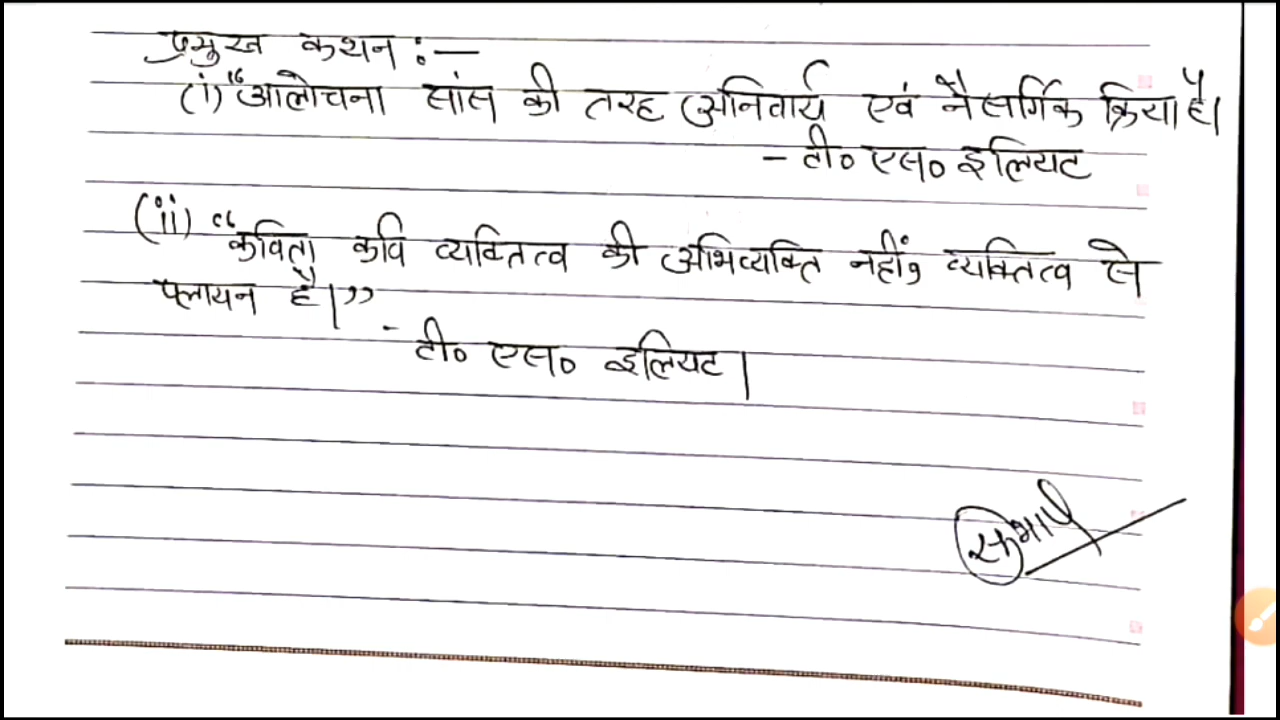 प्रमुख कथन :—
(i) “आलोचना सांस की तरह अनिवार्य एवं नैसर्गिक क्रिया है।
- टी० एस० इलियट
(ii) “कविता कवि व्यक्तित्व की अभिव्यक्ति नहीं, व्यक्तित्व से
पलायन है।”
- टी० एस० इलियट।
समाप्त